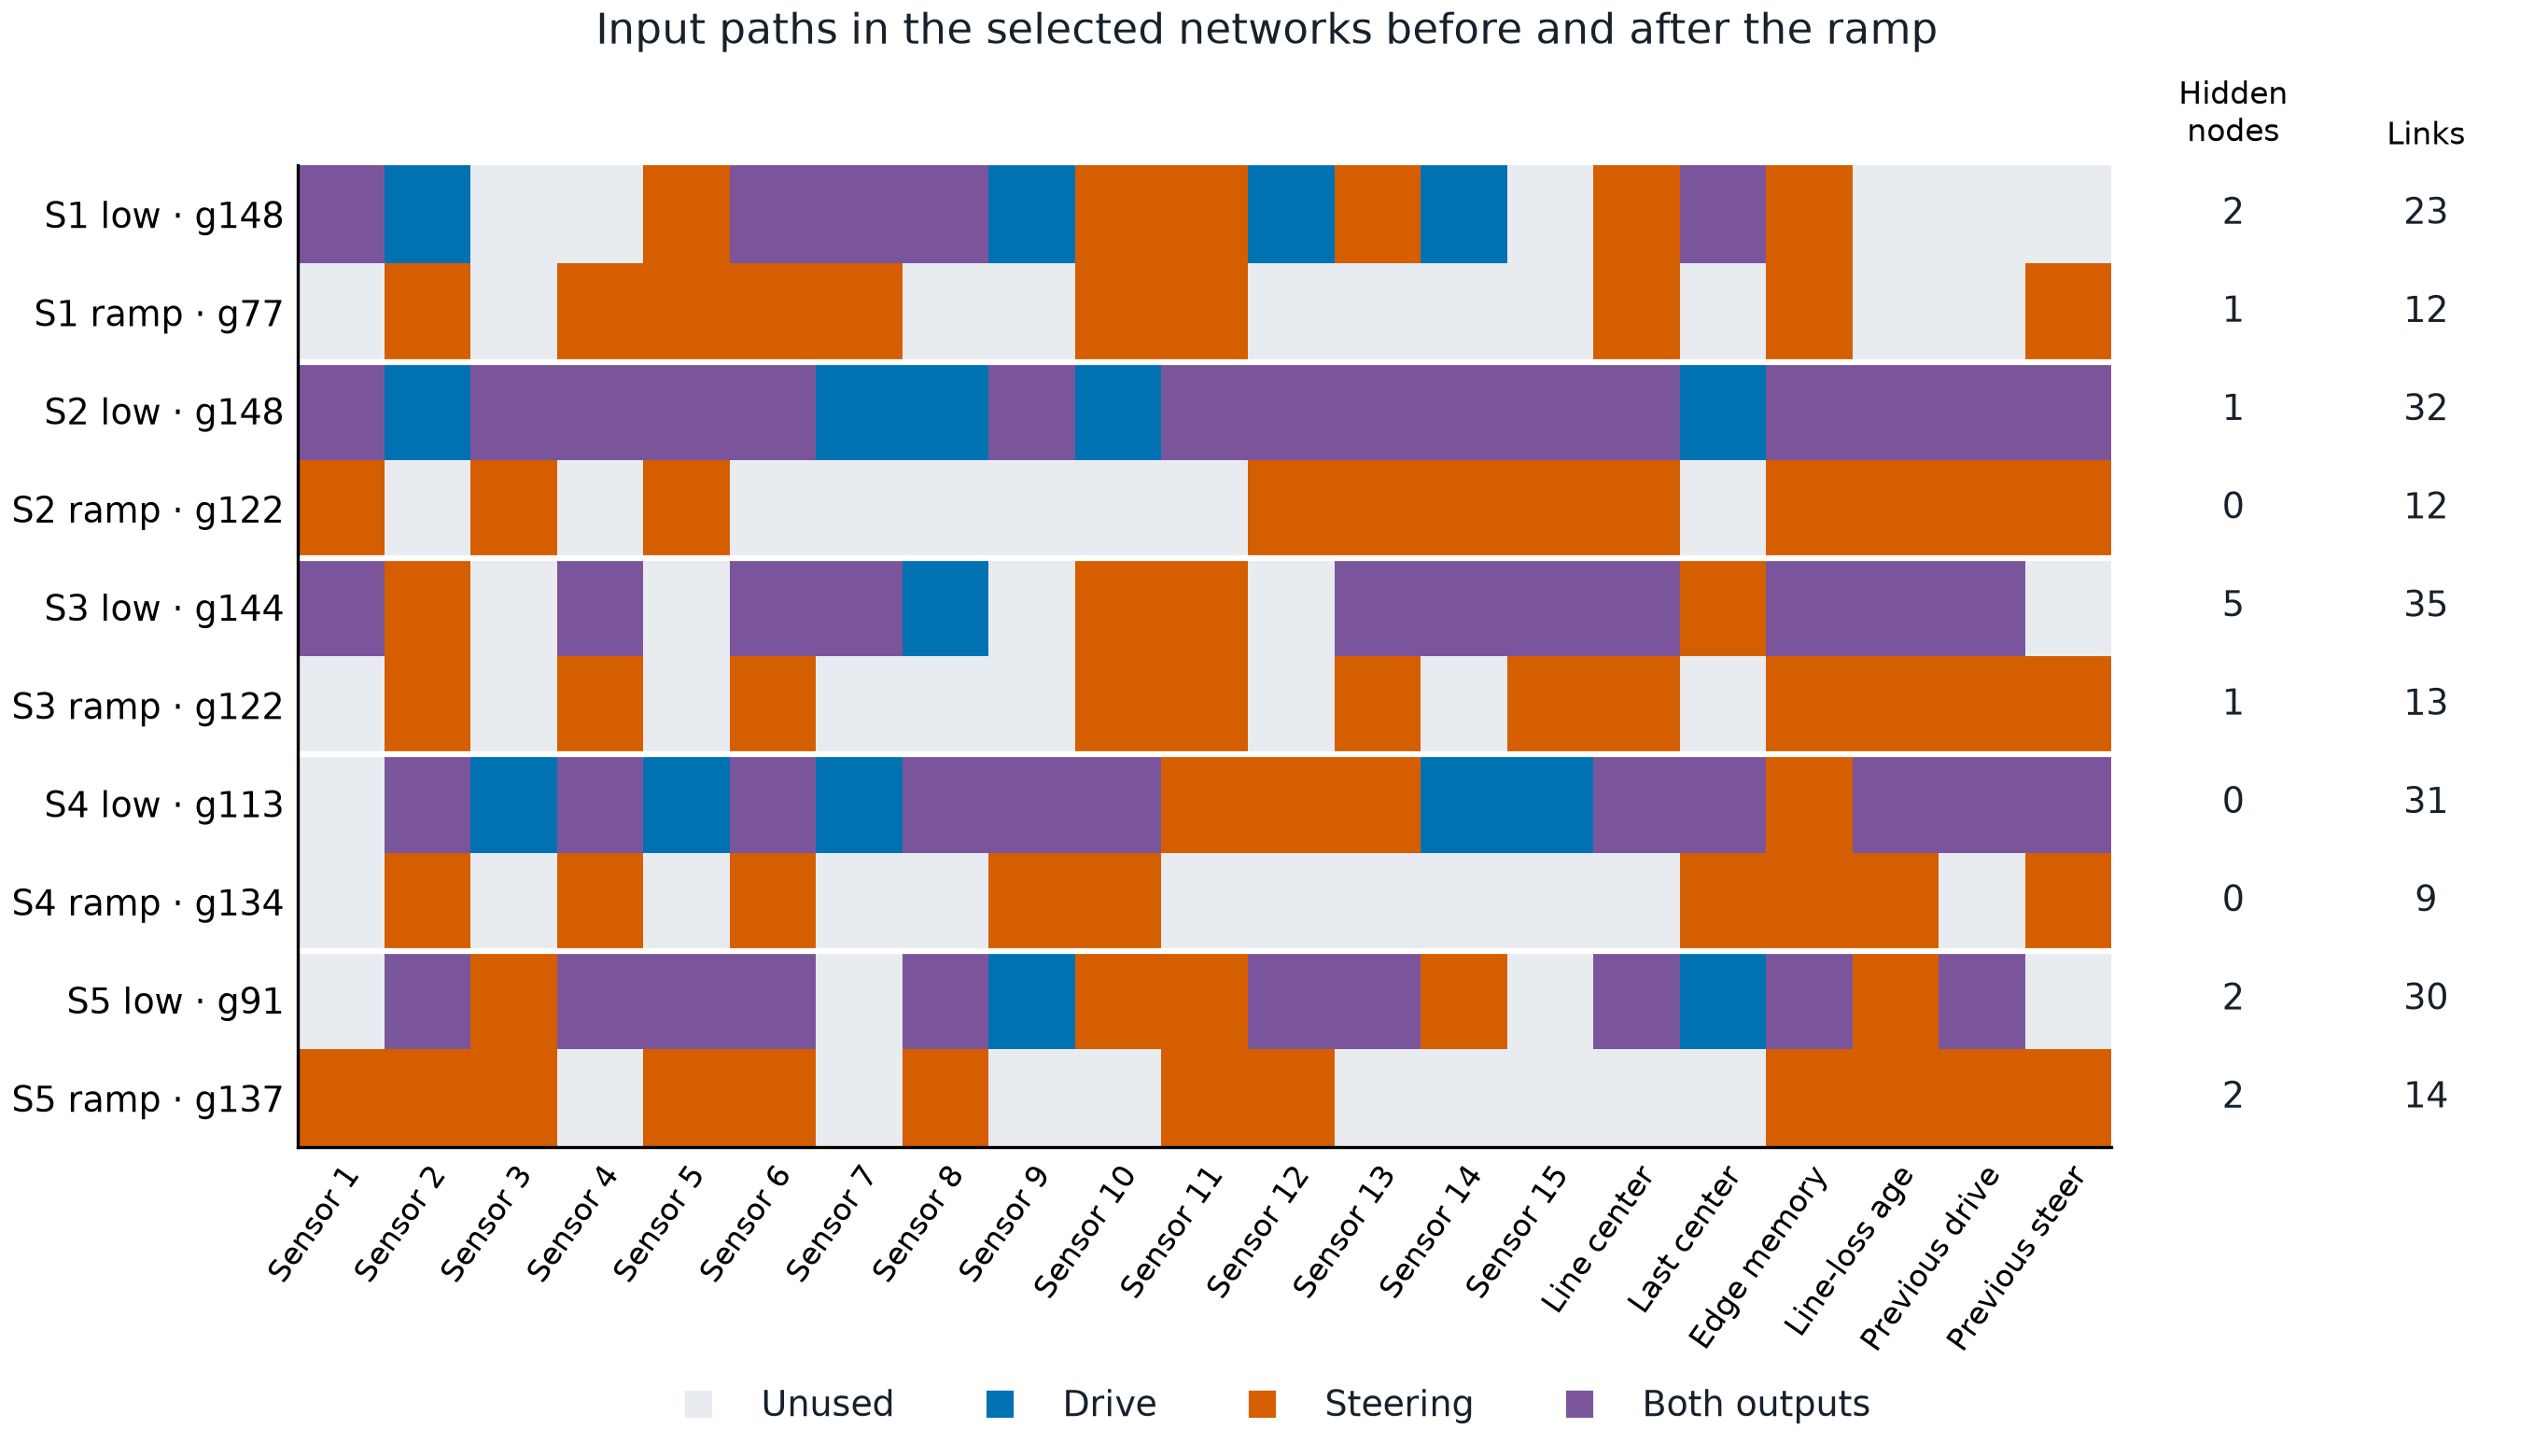 Input paths in the selected networks before and after the ramp
Hidden
nodes
Links
S1 low · g148 2 23
S1 ramp · g77 1 12
S2 low · g148 1 32
S2 ramp · g122 0 12
S3 low · g144 5 35
S3 ramp · g122 1 13
S4 low · g113 0 31
S4 ramp · g134 0 9
S5 low · g91 2 30
S5 ramp · g137 2 14
Sensor 1
Sensor 2
Sensor 3
Sensor 4
Sensor 5
Sensor 6
Sensor 7
Sensor 8
Sensor 9
Sensor 10
Sensor 11
Sensor 12
Sensor 13
Sensor 14
Sensor 15
Line center
Last center
Edge memory
Line-loss age
Previous drive
Previous steer
Unused Drive Steering Both outputs